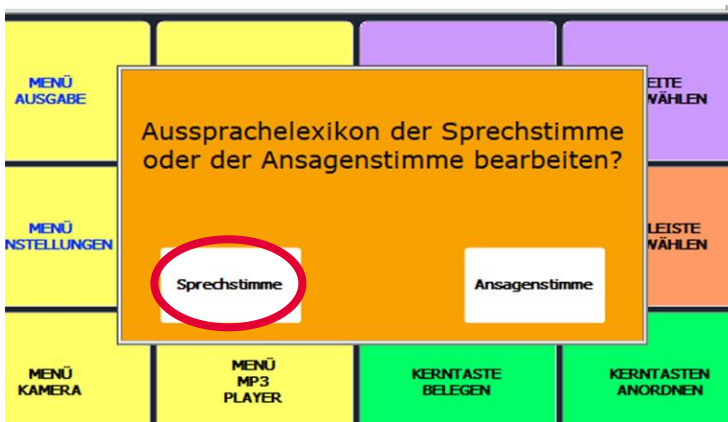 MENÜ
AUSGABE
EITE
WÄHLEN
Aussprachelexikon der Sprechstimme
oder der Ansagenstimme bearbeiten?
MENÜ
NSTELLUNGEN
LEISTE
WÄHLEN
Sprechstimme
Ansagenstimme
MENÜ
KAMERA
MENÜ
MP3
PLAYER
KERNTASTE
BELEGEN
KERNTASTEN
ANORDNEN